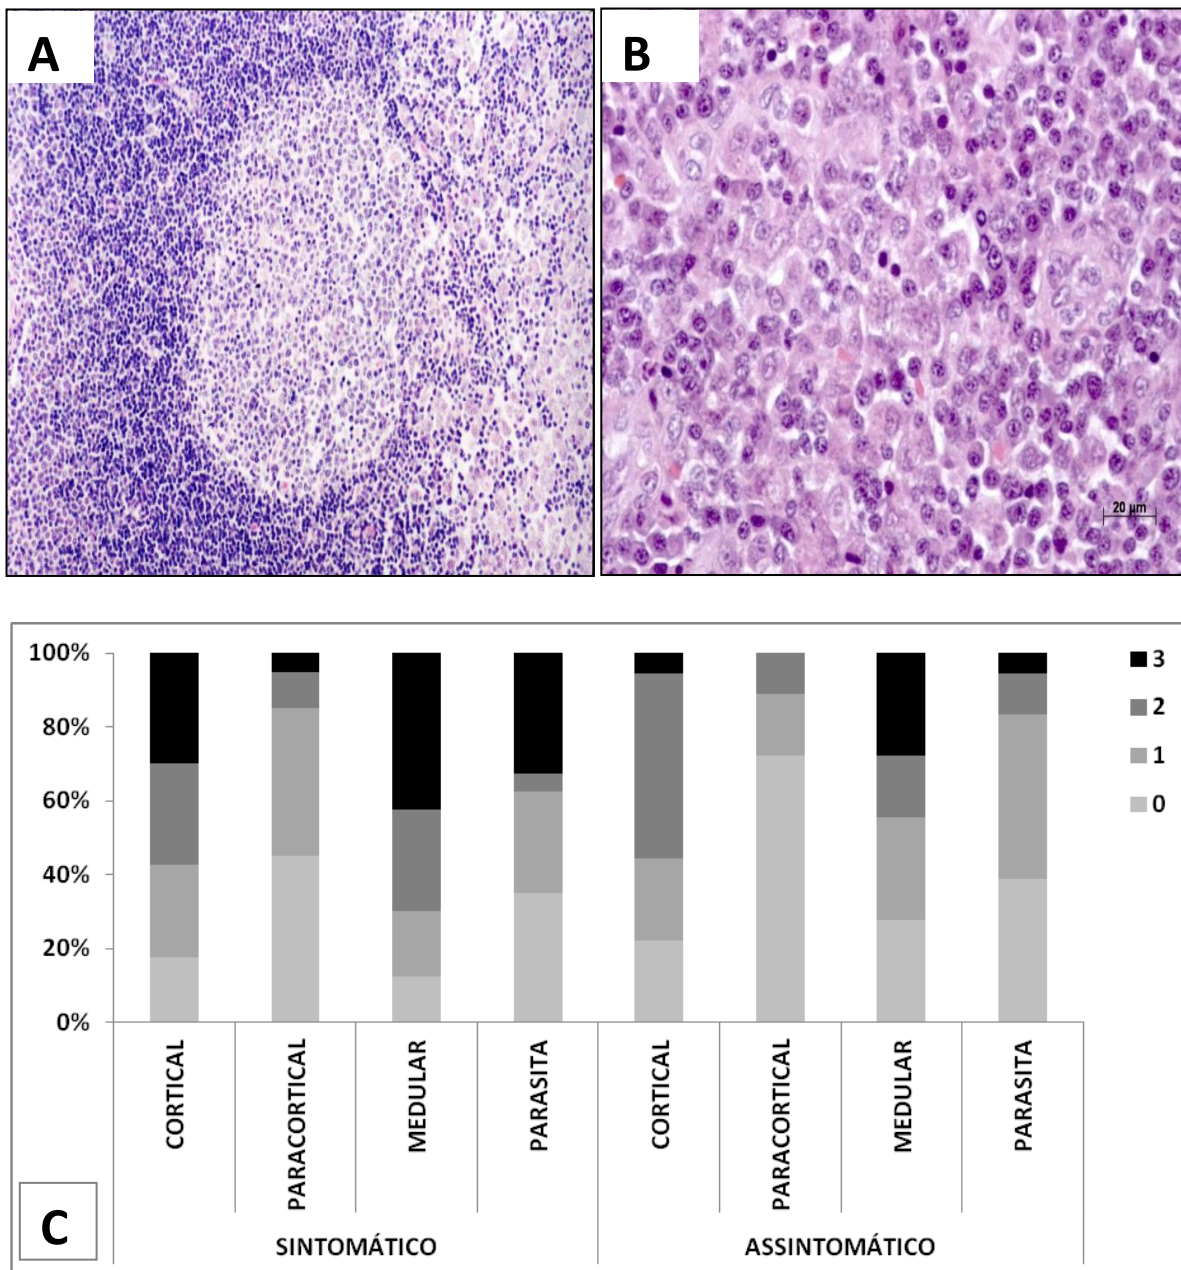 A
B
20 µm
100%
80%
60%
40%
20%
0%
3
2
1
0
CORTICAL
PARACORTICAL
MEDULAR
PARASITA
CORTICAL
PARACORTICAL
MEDULAR
PARASITA
SINTOMÁTICO
ASSINTOMÁTICO
C